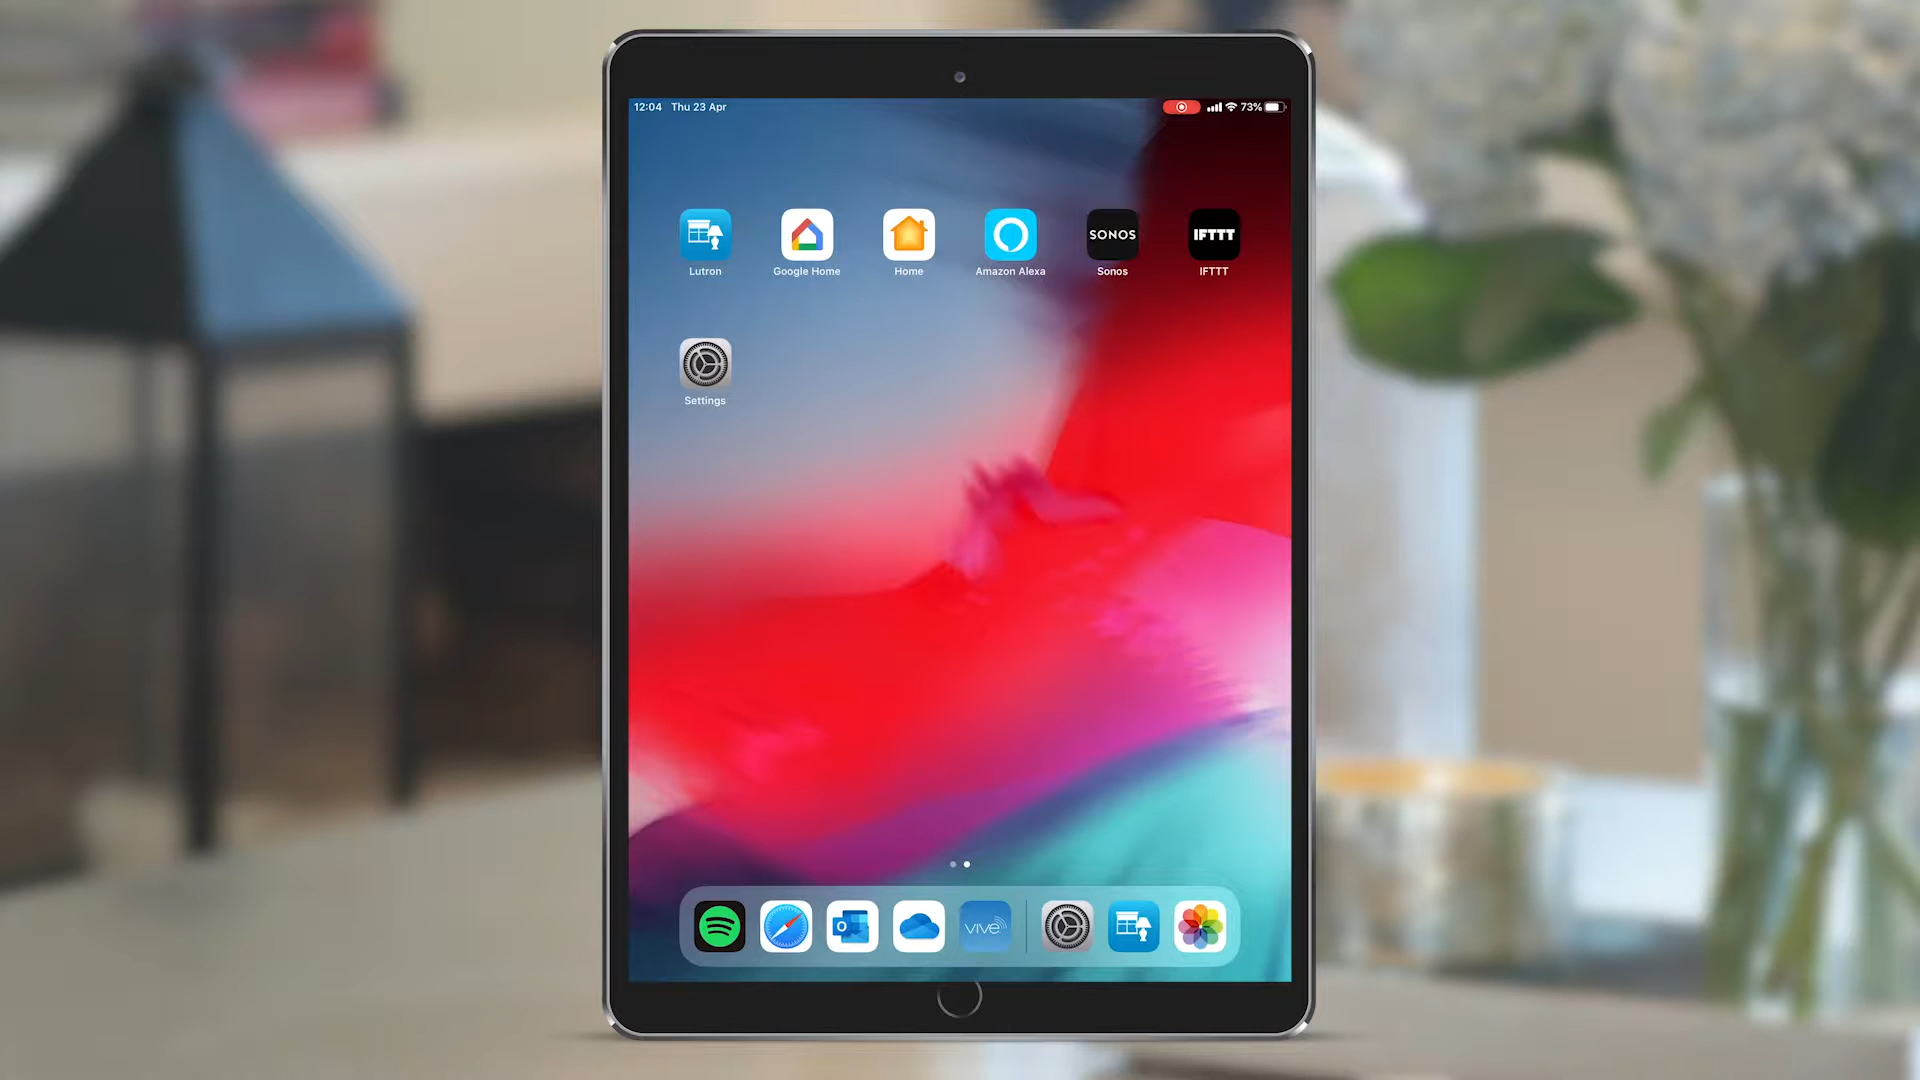 12:04 Thu 23 Apr 73%
SONOS IFTTT
Lutron Google Home Home Amazon Alexa Sonos IFTTT
Settings
O VIVE